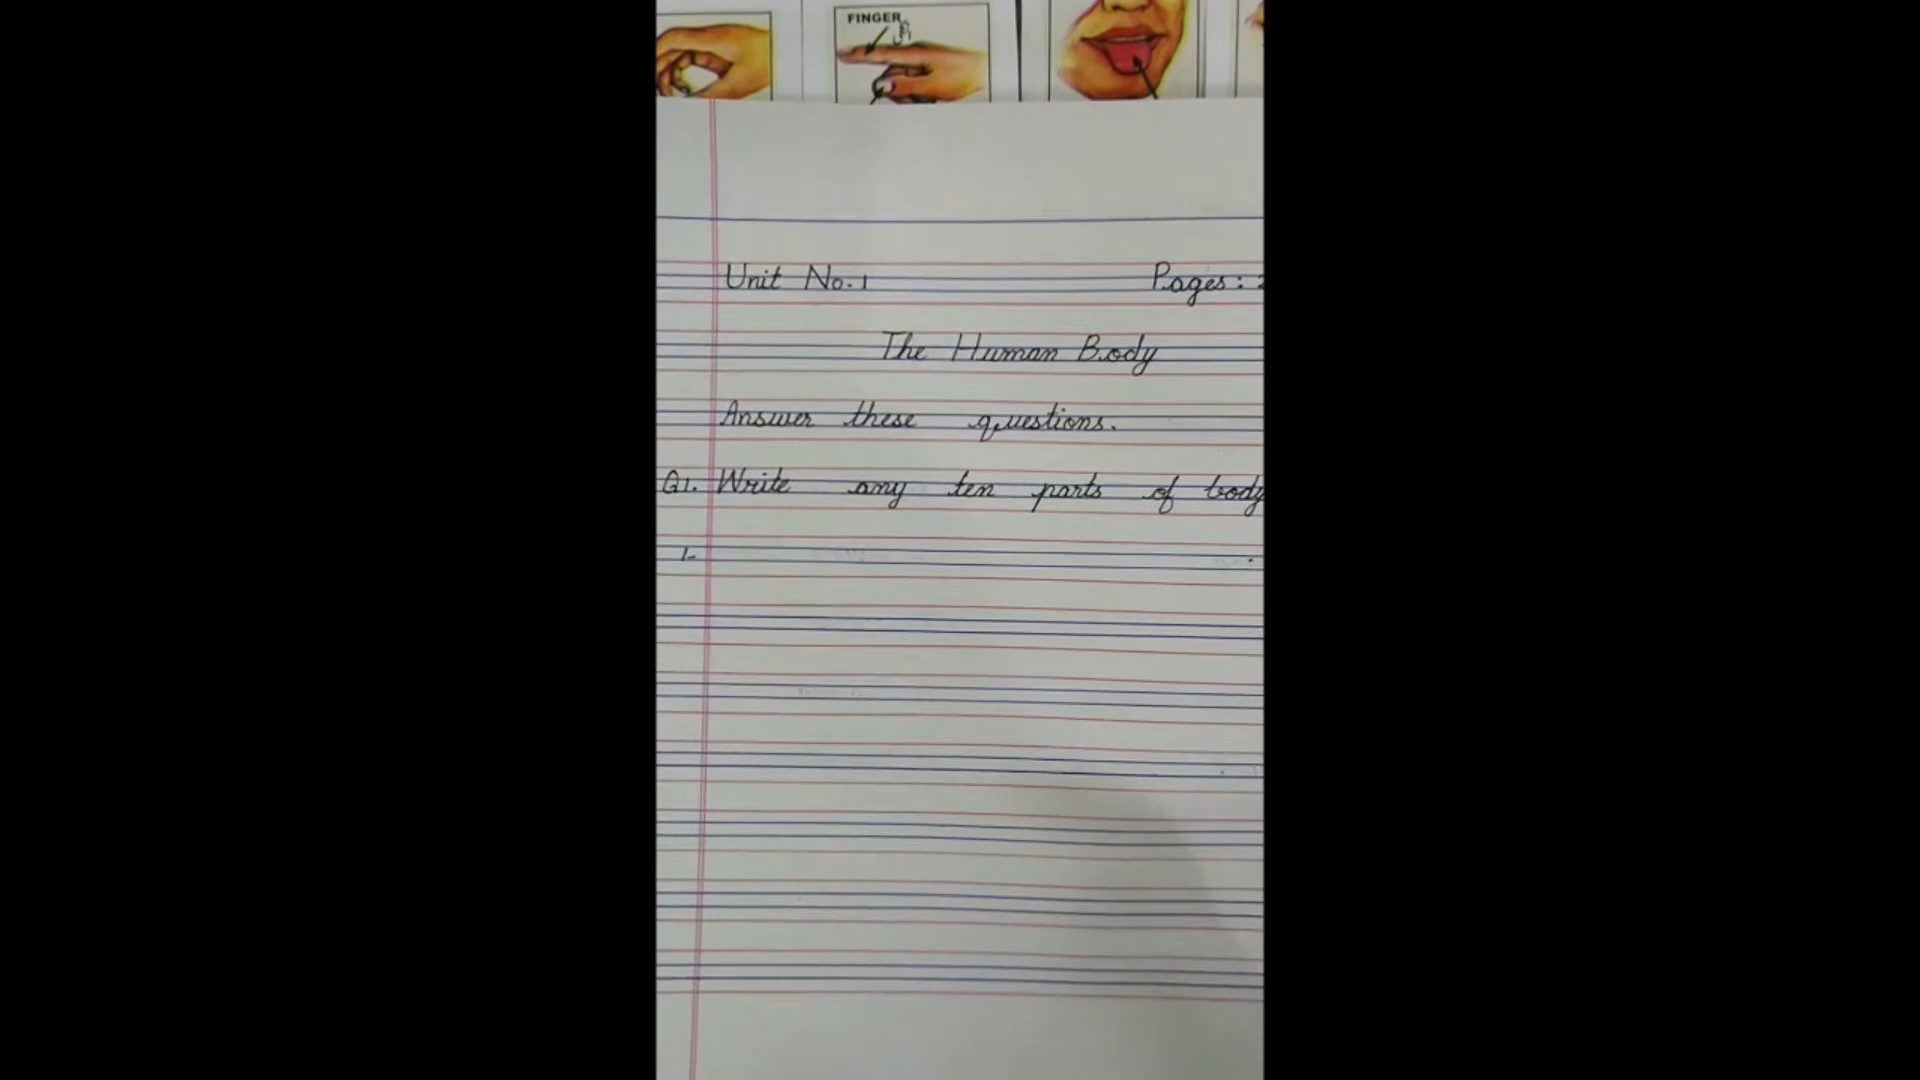 FINGER
Unit No. 1 Pages:
The Human Body
Answer these questions.
Q1. Write any ten parts of body
1-